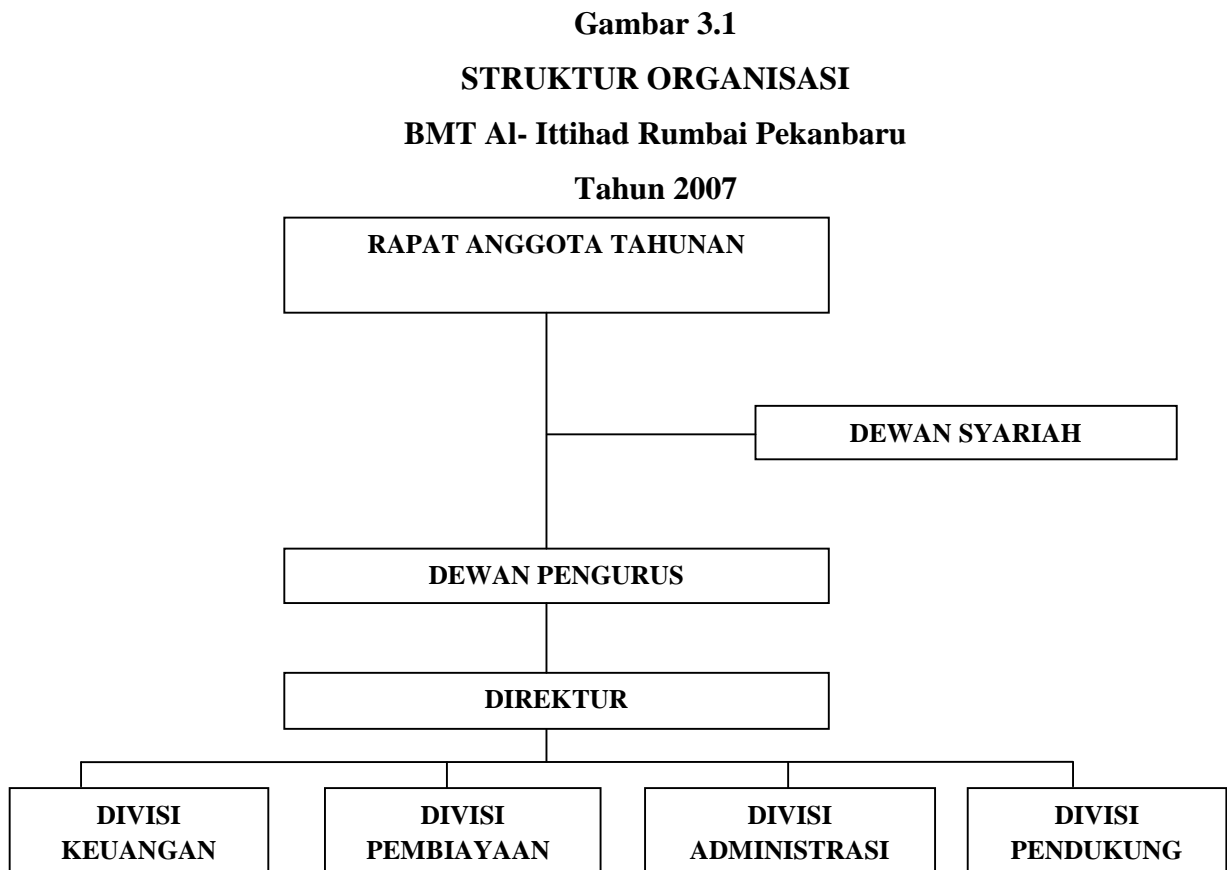 Gambar 3.1
STRUKTUR ORGANISASI
BMT Al- Ittihad Rumbai Pekanbaru
Tahun 2007
RAPAT ANGGOTA TAHUNAN
DEWAN SYARIAH
DEWAN PENGURUS
DIREKTUR
DIVISI
KEUANGAN
DIVISI
PEMBIAYAAN
DIVISI
ADMINISTRASI
DIVISI
PENDUKUNG